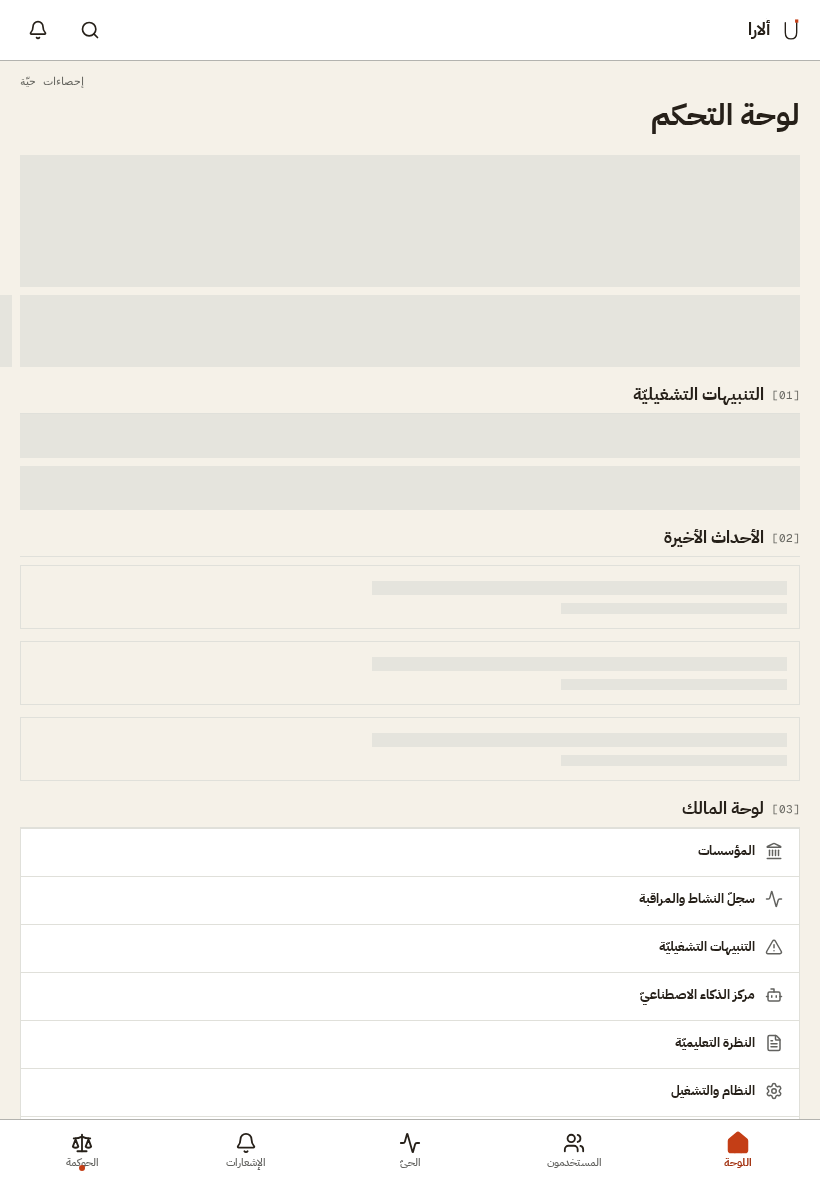 ألارا
إحصاءات حيّة
لوحة التحكم
[01] التنبيهات التشغيليّة
[02] الأحداث الأخيرة
[03] لوحة المالك
المؤسسات
سجلّ النشاط والمراقبة
التنبيهات التشغيليّة
مركز الذكاء الاصطناعيّ
النظرة التعليميّة
النظام والتشغيل
اللوحة
المستخدمون
الحيّ
الإشعارات
الحوكمة